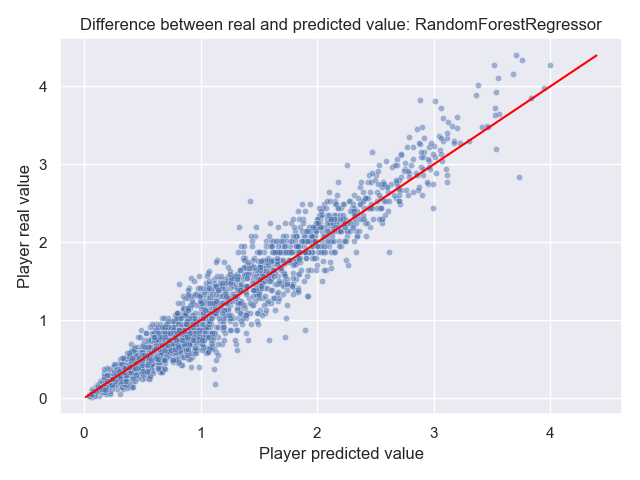 Difference between real and predicted value: RandomForestRegressor
4
3
2
1
0
Player real value
0 1 2 3 4
Player predicted value